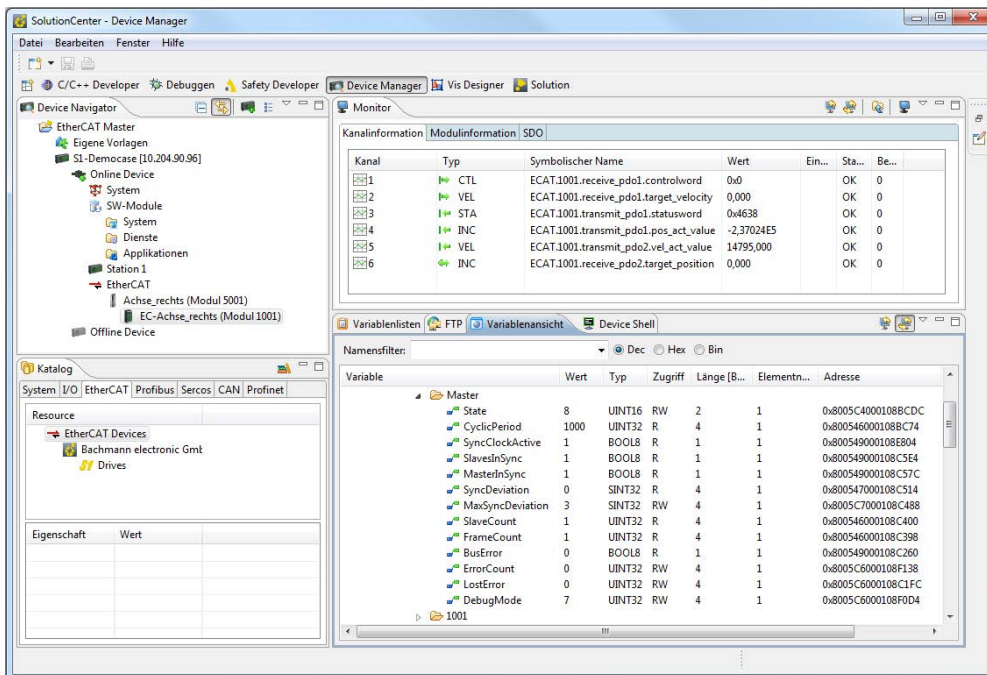 SolutionCenter - Device Manager
Datei Bearbeiten Fenster Hilfe
C/C++ Developer Debuggen Safety Developer Device Manager Vis Designer Solution
Device Navigator
EtherCAT Master
Eigene Vorlagen
S1-Democase [10.204.90.96]
Online Device
System
SW-Module
System
Dienste
Applikationen
Station 1
EtherCAT
Achse_rechts (Modul 5001)
EC-Achse_rechts (Modul 1001)
Offline Device
Monitor
Kanalinformation Modulinformation SDO
Kanal Typ Symbolischer Name Wert Ein... Sta... Be...
1 CTL ECAT.1001.receive_pdo1.controlword 0x0 OK 0
2 VEL ECAT.1001.receive_pdo1.target_velocity 0,000 OK 0
3 STA ECAT.1001.transmit_pdo1.statusword 0x4638 OK 0
4 INC ECAT.1001.transmit_pdo1.pos_act_value -2,37024E5 OK 0
5 VEL ECAT.1001.transmit_pdo2.vel_act_value 14795,000 OK 0
6 INC ECAT.1001.receive_pdo2.target_position 0,000 OK 0
Katalog
System I/O EtherCAT Profibus Sercos CAN Profinet
Resource
EtherCAT Devices
Bachmann electronic Gmb
S1 Drives
Eigenschaft Wert
Variablenlisten FTP Variablenansicht Device Shell
Namensfilter: Dec Hex Bin
Variable Wert Typ Zugriff Länge [B... Elementn... Adresse
Master
State 8 UINT16 RW 2 1 0x8005C4000108BCDC
CyclicPeriod 1000 UINT32 R 4 1 0x800546000108BC74
SyncClockActive 1 BOOL8 R 1 1 0x800549000108E804
SlavesInSync 1 BOOL8 R 1 1 0x800549000108C5E4
MasterInSync 1 BOOL8 R 1 1 0x800549000108C57C
SyncDeviation 0 SINT32 R 4 1 0x800547000108C514
MaxSyncDeviation 3 SINT32 RW 4 1 0x8005C7000108C488
SlaveCount 1 UINT32 R 4 1 0x800546000108C400
FrameCount 1 UINT32 R 4 1 0x800546000108C398
BusError 0 BOOL8 R 1 1 0x800549000108C260
ErrorCount 0 UINT32 RW 4 1 0x8005C6000108F138
LostError 0 UINT32 RW 4 1 0x8005C6000108C1FC
DebugMode 7 UINT32 RW 4 1 0x8005C6000108F0D4
1001